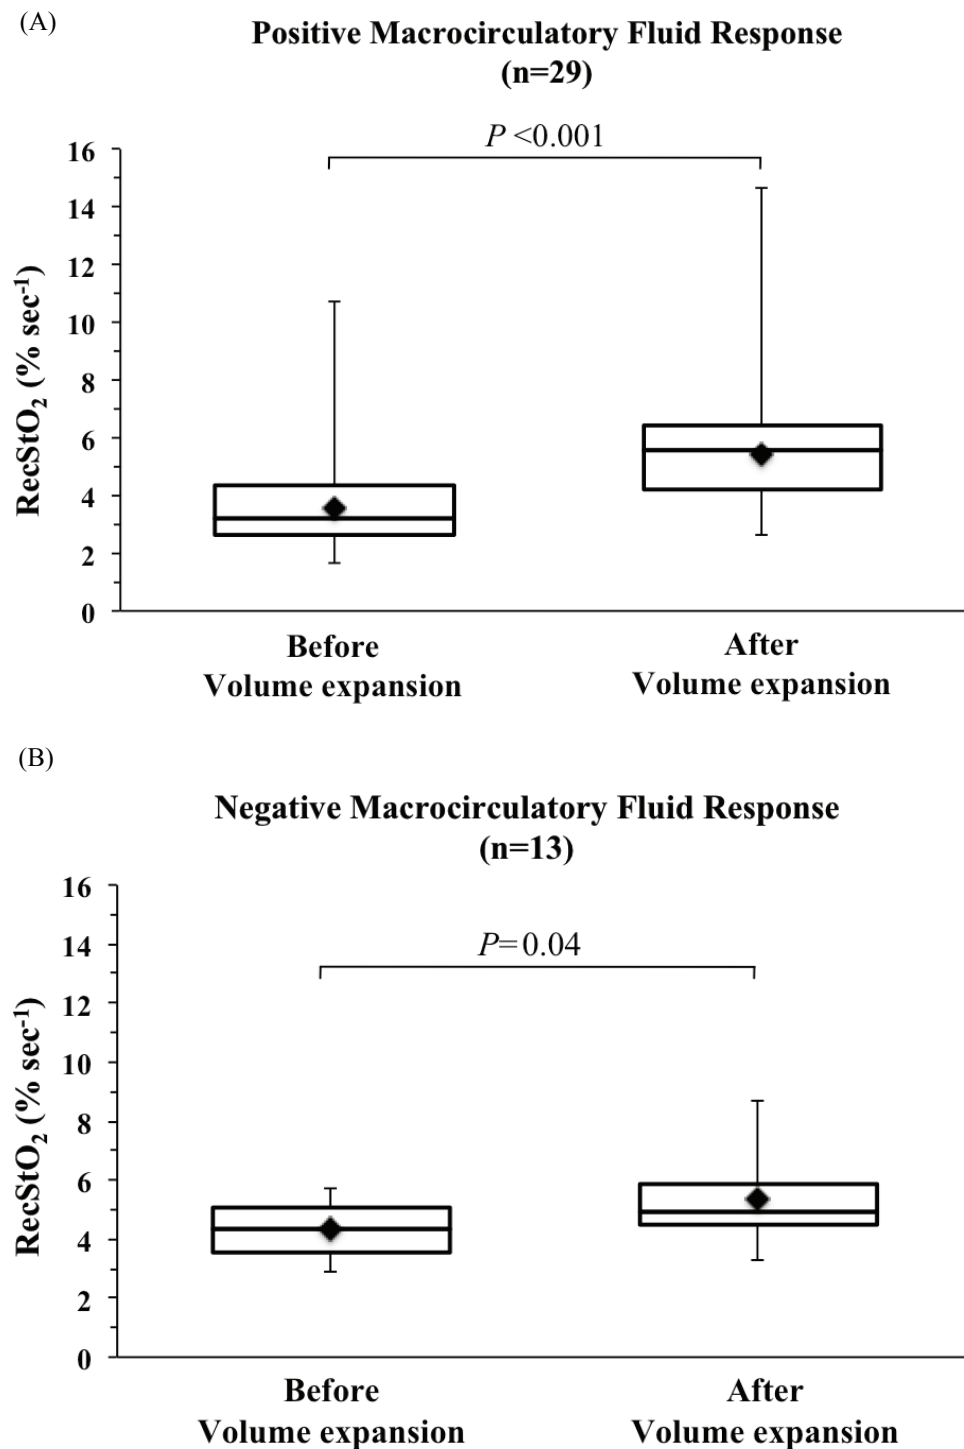 (A)
Positive Macrocirculatory Fluid Response
(n=29)
P <0.001
16
14
12
10
8
6
4
2
0
RecStO₂ (% sec⁻¹)
Before
Volume expansion
After
Volume expansion
(B)
Negative Macrocirculatory Fluid Response
(n=13)
P=0.04
16
14
12
10
8
6
4
2
0
RecStO₂ (% sec⁻¹)
Before
Volume expansion
After
Volume expansion